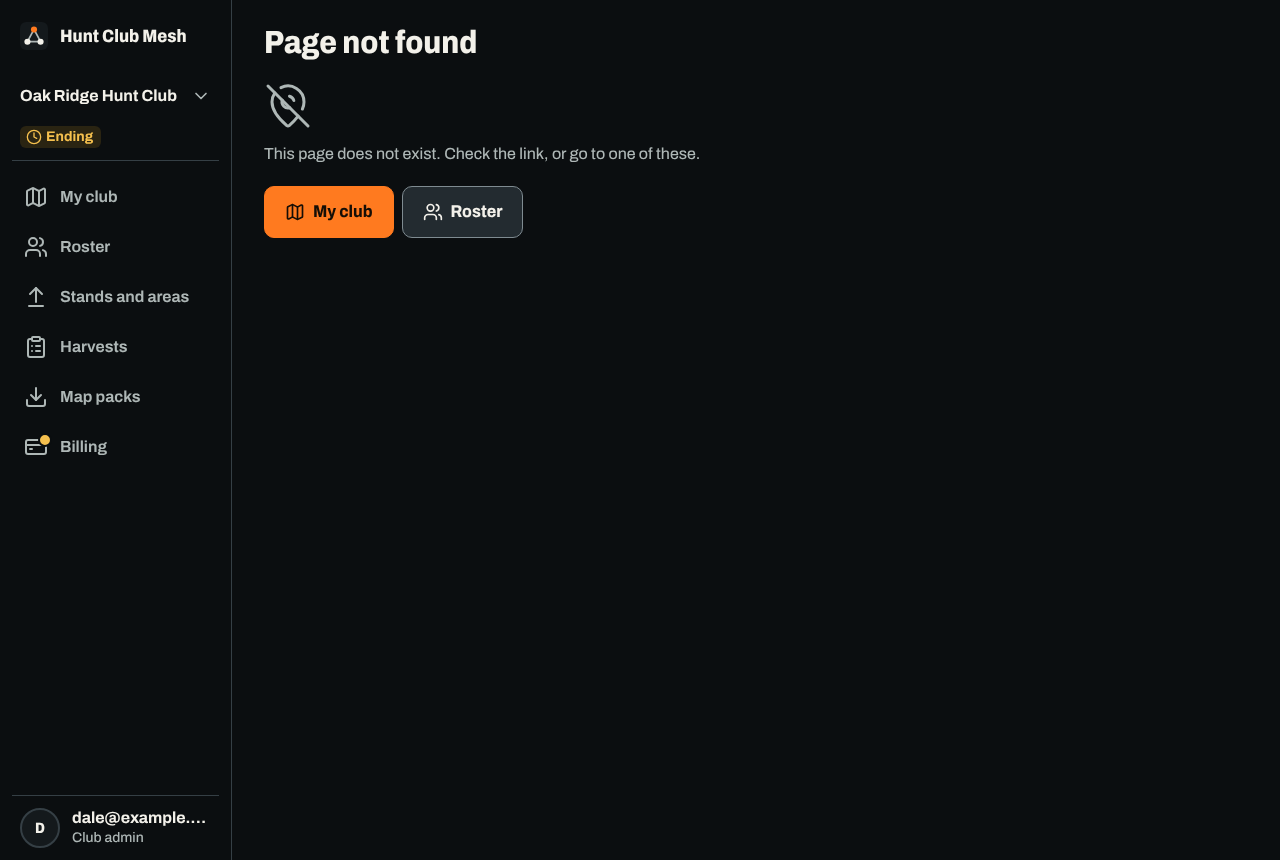 Hunt Club Mesh
Oak Ridge Hunt Club
Ending
My club
Roster
Stands and areas
Harvests
Map packs
Billing
D
dale@example....
Club admin
Page not found
This page does not exist. Check the link, or go to one of these.
My club
Roster